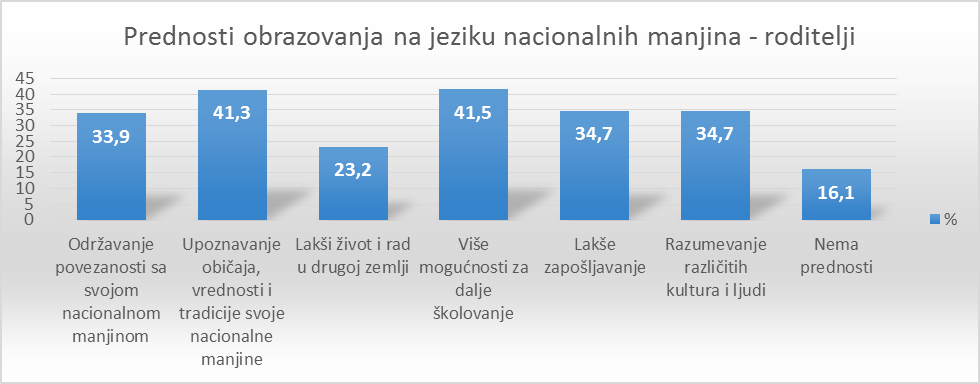 Prednosti obrazovanja na jeziku nacionalnih manjina - roditelji
45
40
35
30
25
20
15
10
5
0
33,9
41,3
23,2
41,5
34,7
34,7
16,1
Održavanje
povezanosti sa
svojom
nacionalnom
manjinom
Upoznavanje
običaja,
vrednosti i
tradicije svoje
nacionalne
manjine
Lakši život i rad
u drugoj zemlji
Više
mogućnosti za
dalje
školovanje
Lakše
zapošljavanje
Razumevanje
različitih
kultura i ljudi
Nema
prednosti
%